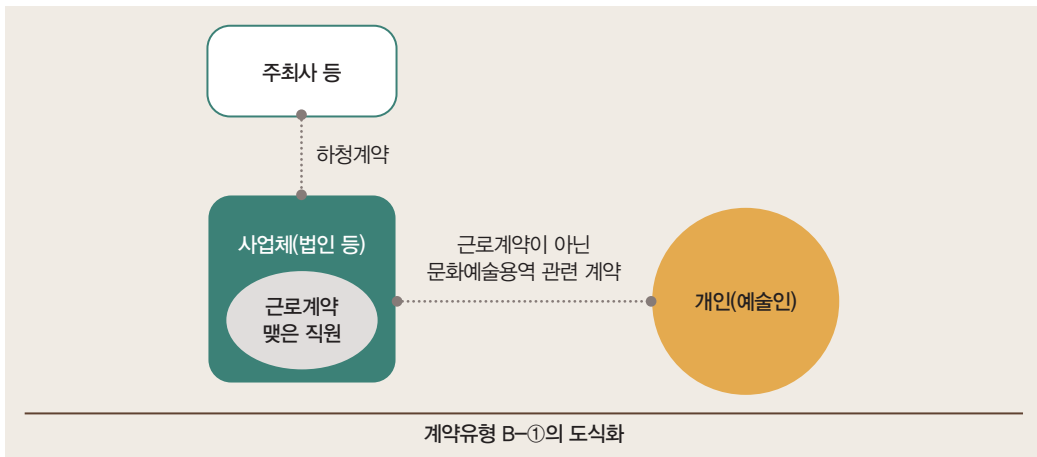 주최사 등
하청계약
사업체(법인 등)
근로계약
맺은 직원
근로계약이 아닌
문화예술용역 관련 계약
개인(예술인)
계약유형 B-①의 도식화